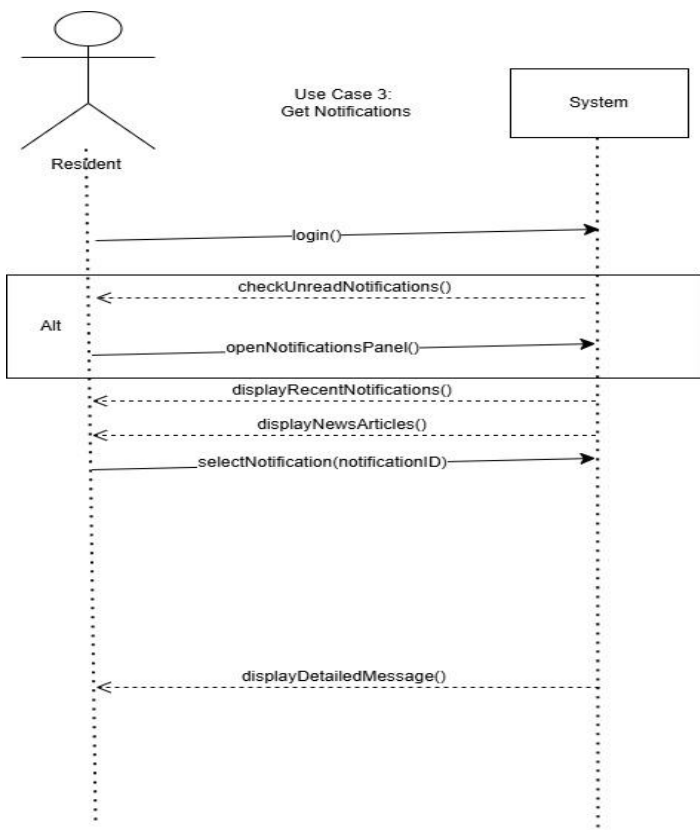 Use Case 3:
Get Notifications
System
Resident
login()
checkUnreadNotifications()
Alt
openNotificationsPanel()
displayRecentNotifications()
displayNewsArticles()
selectNotification(notificationID)
displayDetailedMessage()